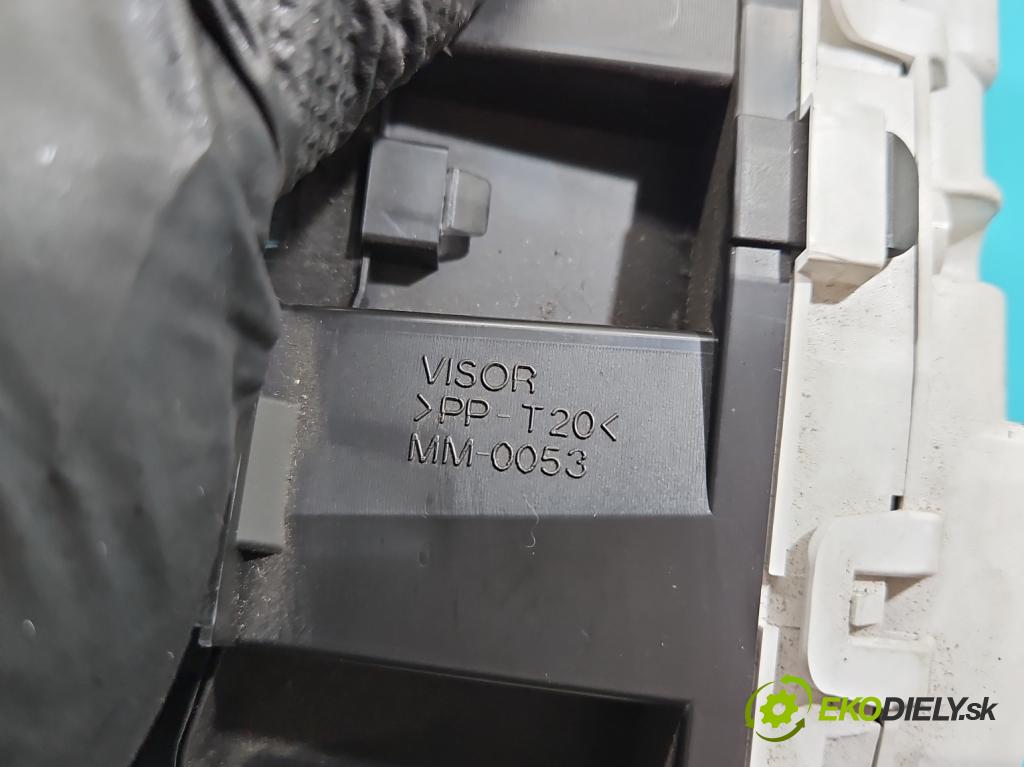 VISOR
>PP-T20<
MM-0053
EKODIELY.sk